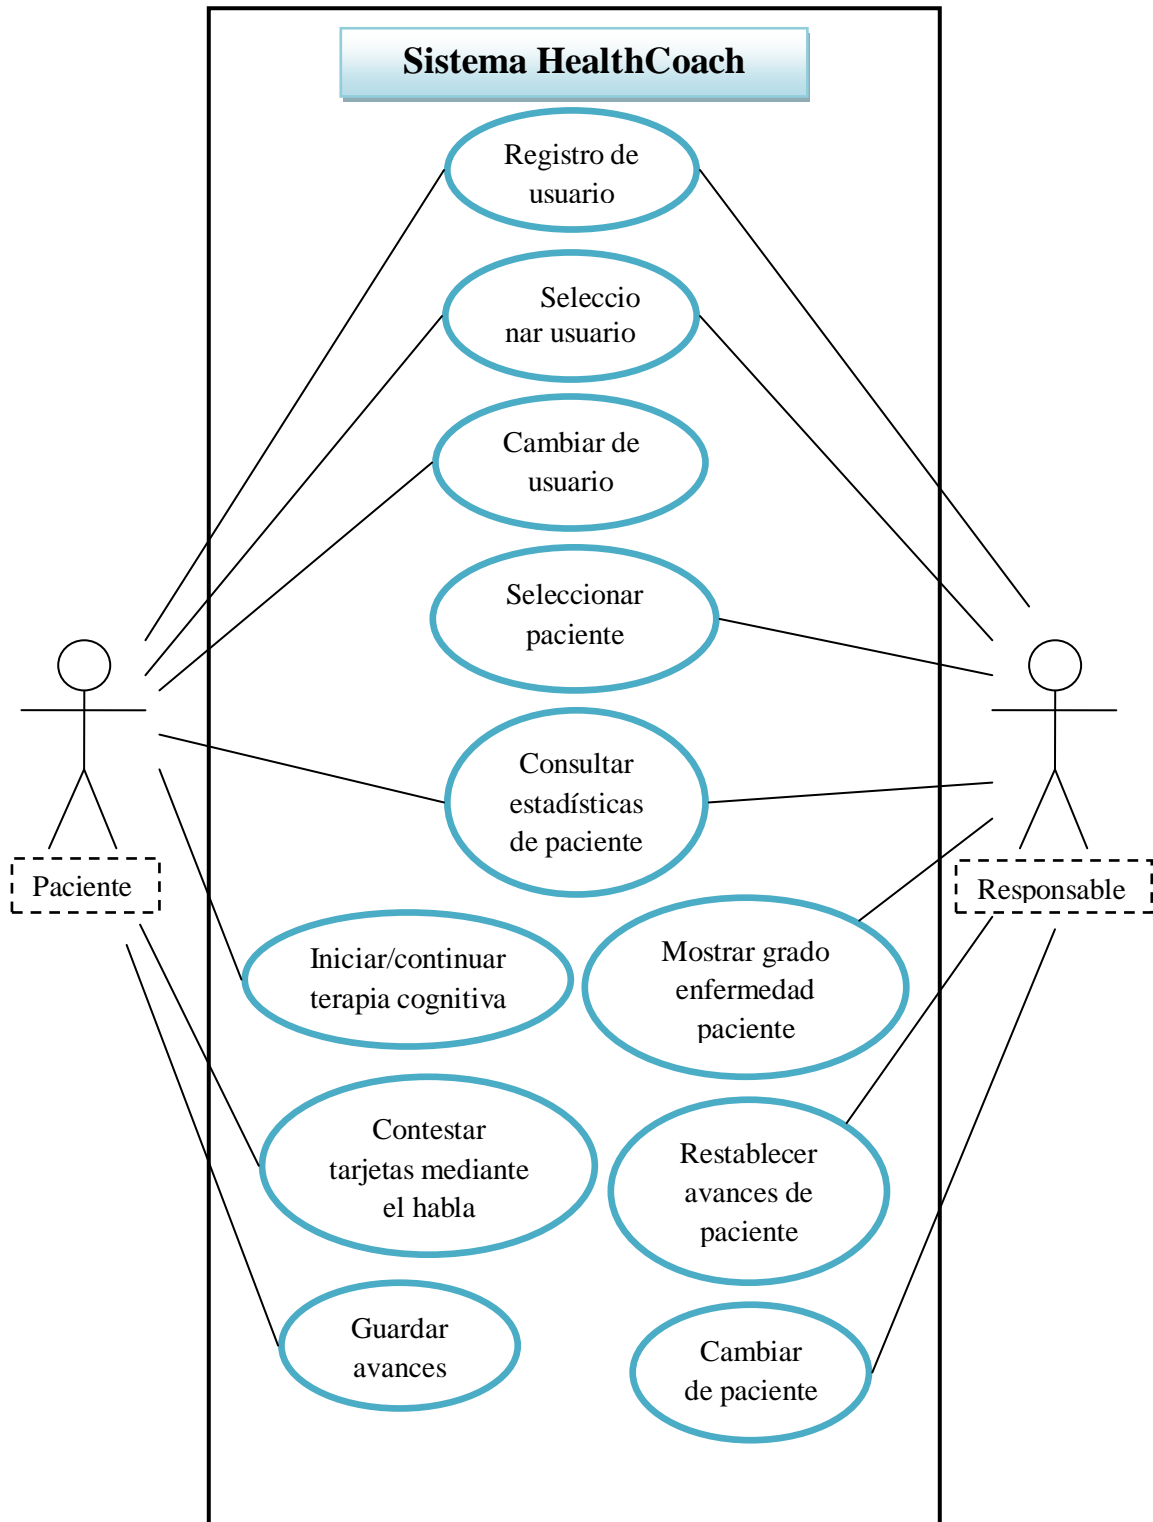 Sistema HealthCoach
Registro de
usuario
Seleccio
nar usuario
Cambiar de
usuario
Seleccionar
paciente
Consultar
estadísticas
de paciente
Paciente
Responsable
Iniciar/continuar
terapia cognitiva
Mostrar grado
enfermedad
paciente
Contestar
tarjetas mediante
el habla
Restablecer
avances de
paciente
Guardar
avances
Cambiar
de paciente